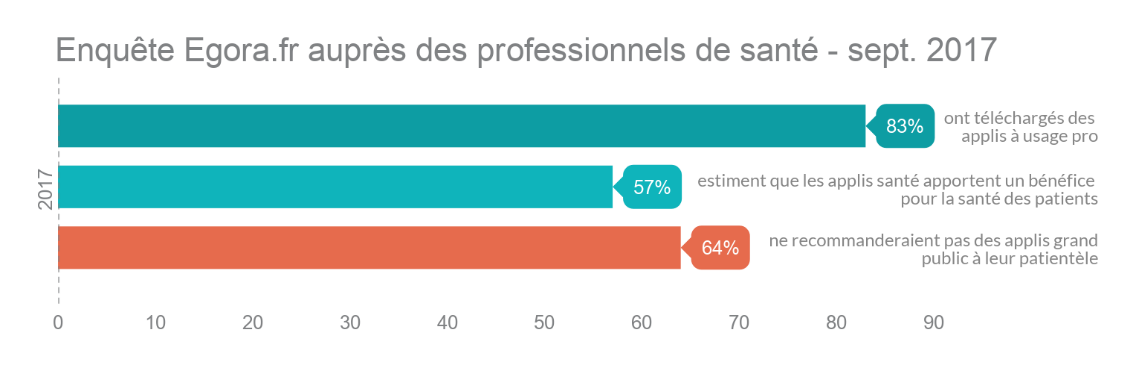 Enquête Egora.fr auprès des professionnels de santé - sept. 2017
83%
ont téléchargés des
applis à usage pro
2017
57%
estiment que les applis santé apportent un bénéfice
pour la santé des patients
64%
ne recommanderaient pas des applis grand
public à leur patientèle
0 10 20 30 40 50 60 70 80 90